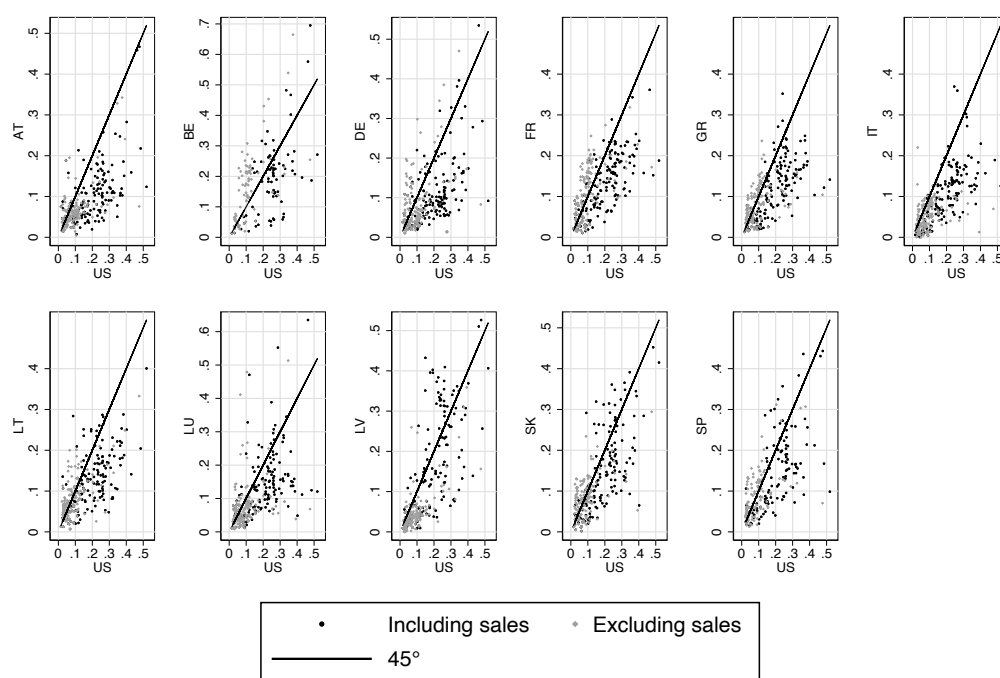 AT
0 .1 .2 .3 .4 .5
0 .1 .2 .3 .4 .5
US
BE
0 .1 .2 .3 .4 .5 .6 .7
0 .1 .2 .3 .4 .5
US
DE
0 .1 .2 .3 .4 .5
0 .1 .2 .3 .4 .5
US
FR
0 .1 .2 .3 .4
0 .1 .2 .3 .4 .5
US
GR
0 .1 .2 .3 .4
0 .1 .2 .3 .4 .5
US
IT
0 .1 .2 .3 .4
0 .1 .2 .3 .4 .5
US
LT
0 .1 .2 .3 .4
0 .1 .2 .3 .4 .5
US
LU
0 .1 .2 .3 .4 .5 .6
0 .1 .2 .3 .4 .5
US
LV
0 .1 .2 .3 .4 .5
0 .1 .2 .3 .4 .5
US
SK
0 .1 .2 .3 .4 .5
0 .1 .2 .3 .4 .5
US
SP
0 .1 .2 .3 .4
0 .1 .2 .3 .4 .5
US
Including sales
Excluding sales
45°